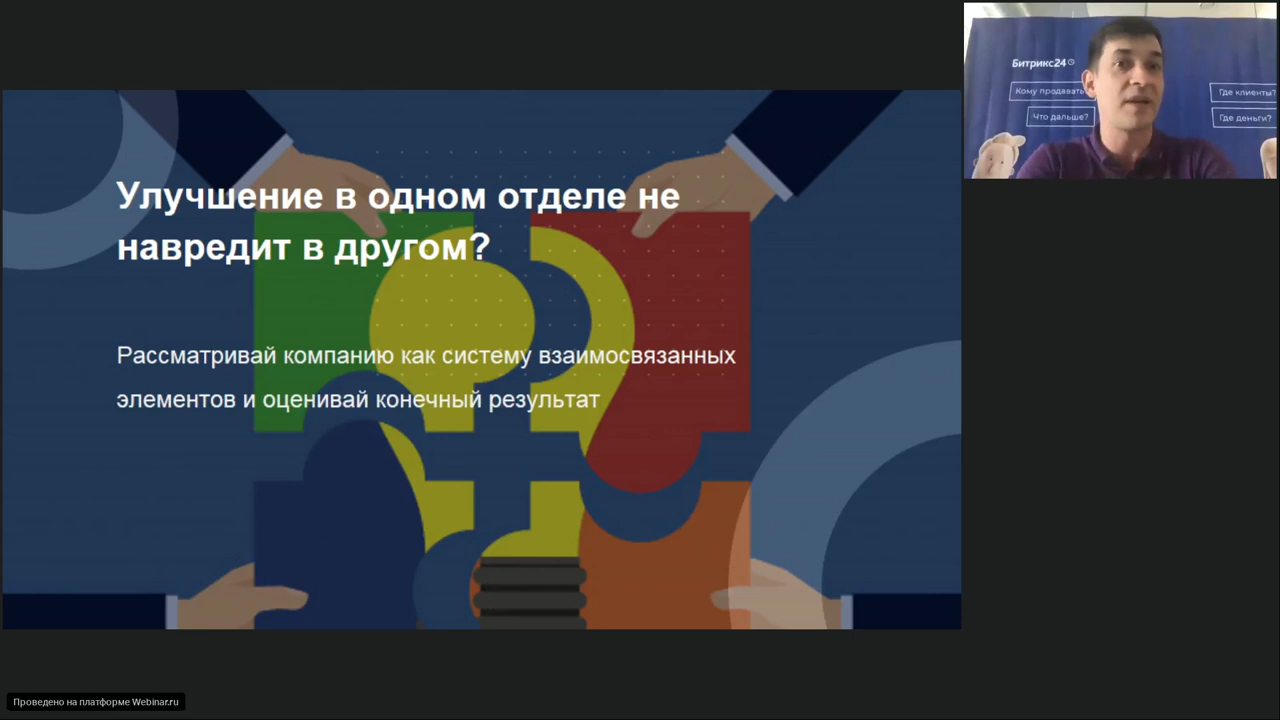 Улучшение в одном отделе не
навредит в другом?
Рассматривай компанию как систему взаимосвязанных
элементов и оценивай конечный результат
Битрикс24
Кому продавать
Что дальше?
Где клиенты?
Где деньги?
Проведено на платформе Webinar.ru